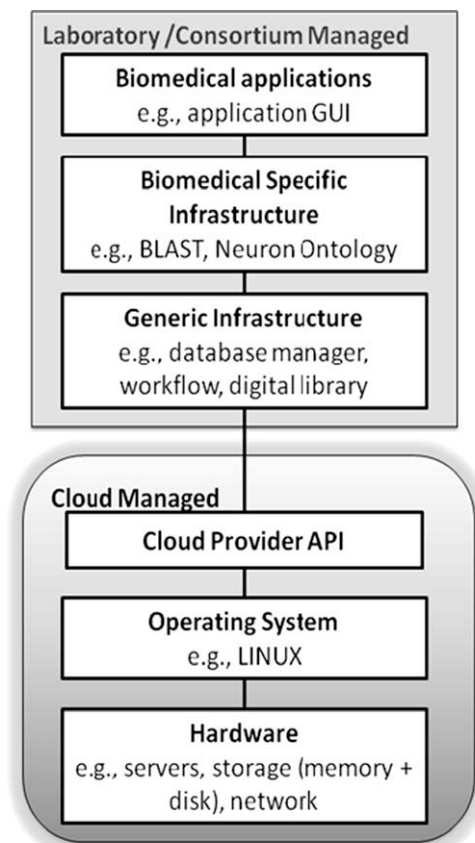 Laboratory /Consortium Managed
Biomedical applications
e.g., application GUI
Biomedical Specific
Infrastructure
e.g., BLAST, Neuron Ontology
Generic Infrastructure
e.g., database manager,
workflow, digital library
Cloud Managed
Cloud Provider API
Operating System
e.g., LINUX
Hardware
e.g., servers, storage (memory +
disk), network